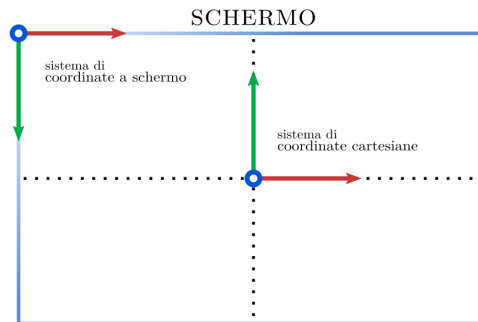 SCHERMO
sistema di
coordinate a schermo
sistema di
coordinate cartesiane